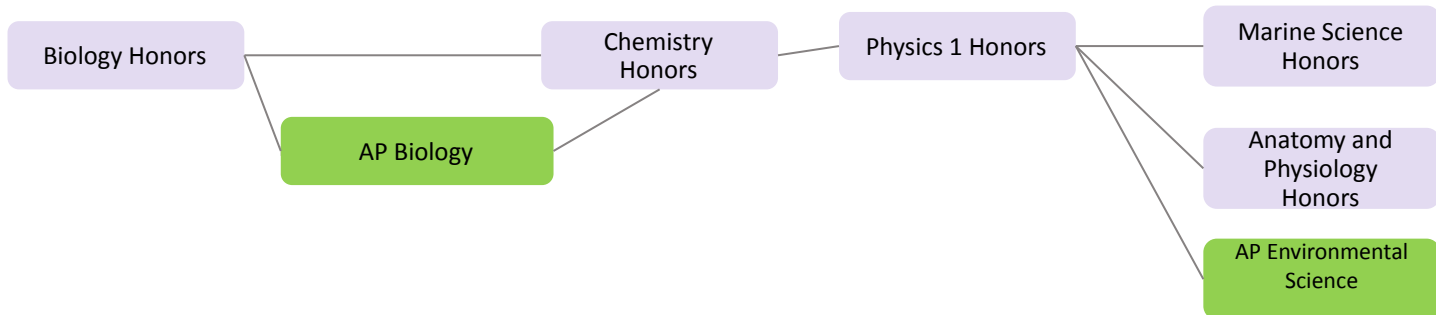 Biology Honors
Chemistry
Honors
Physics 1 Honors
Marine Science
Honors
AP Biology
Anatomy and
Physiology
Honors
AP Environmental
Science